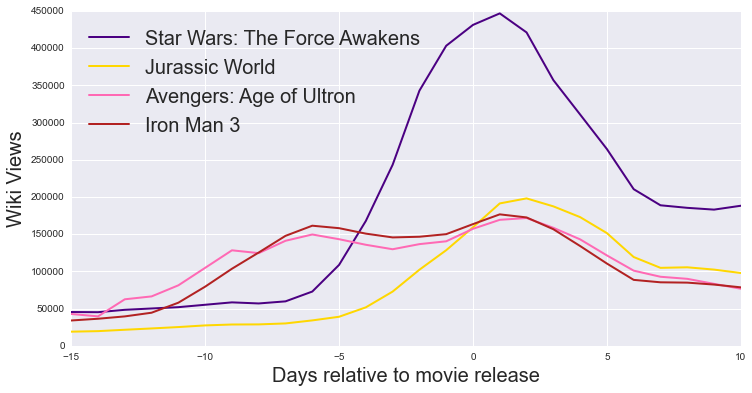 Star Wars: The Force Awakens
Jurassic World
Avengers: Age of Ultron
Iron Man 3
Wiki Views
450000
400000
350000
300000
250000
200000
150000
100000
50000
0
−15 −10 −5 0 5 10
Days relative to movie release